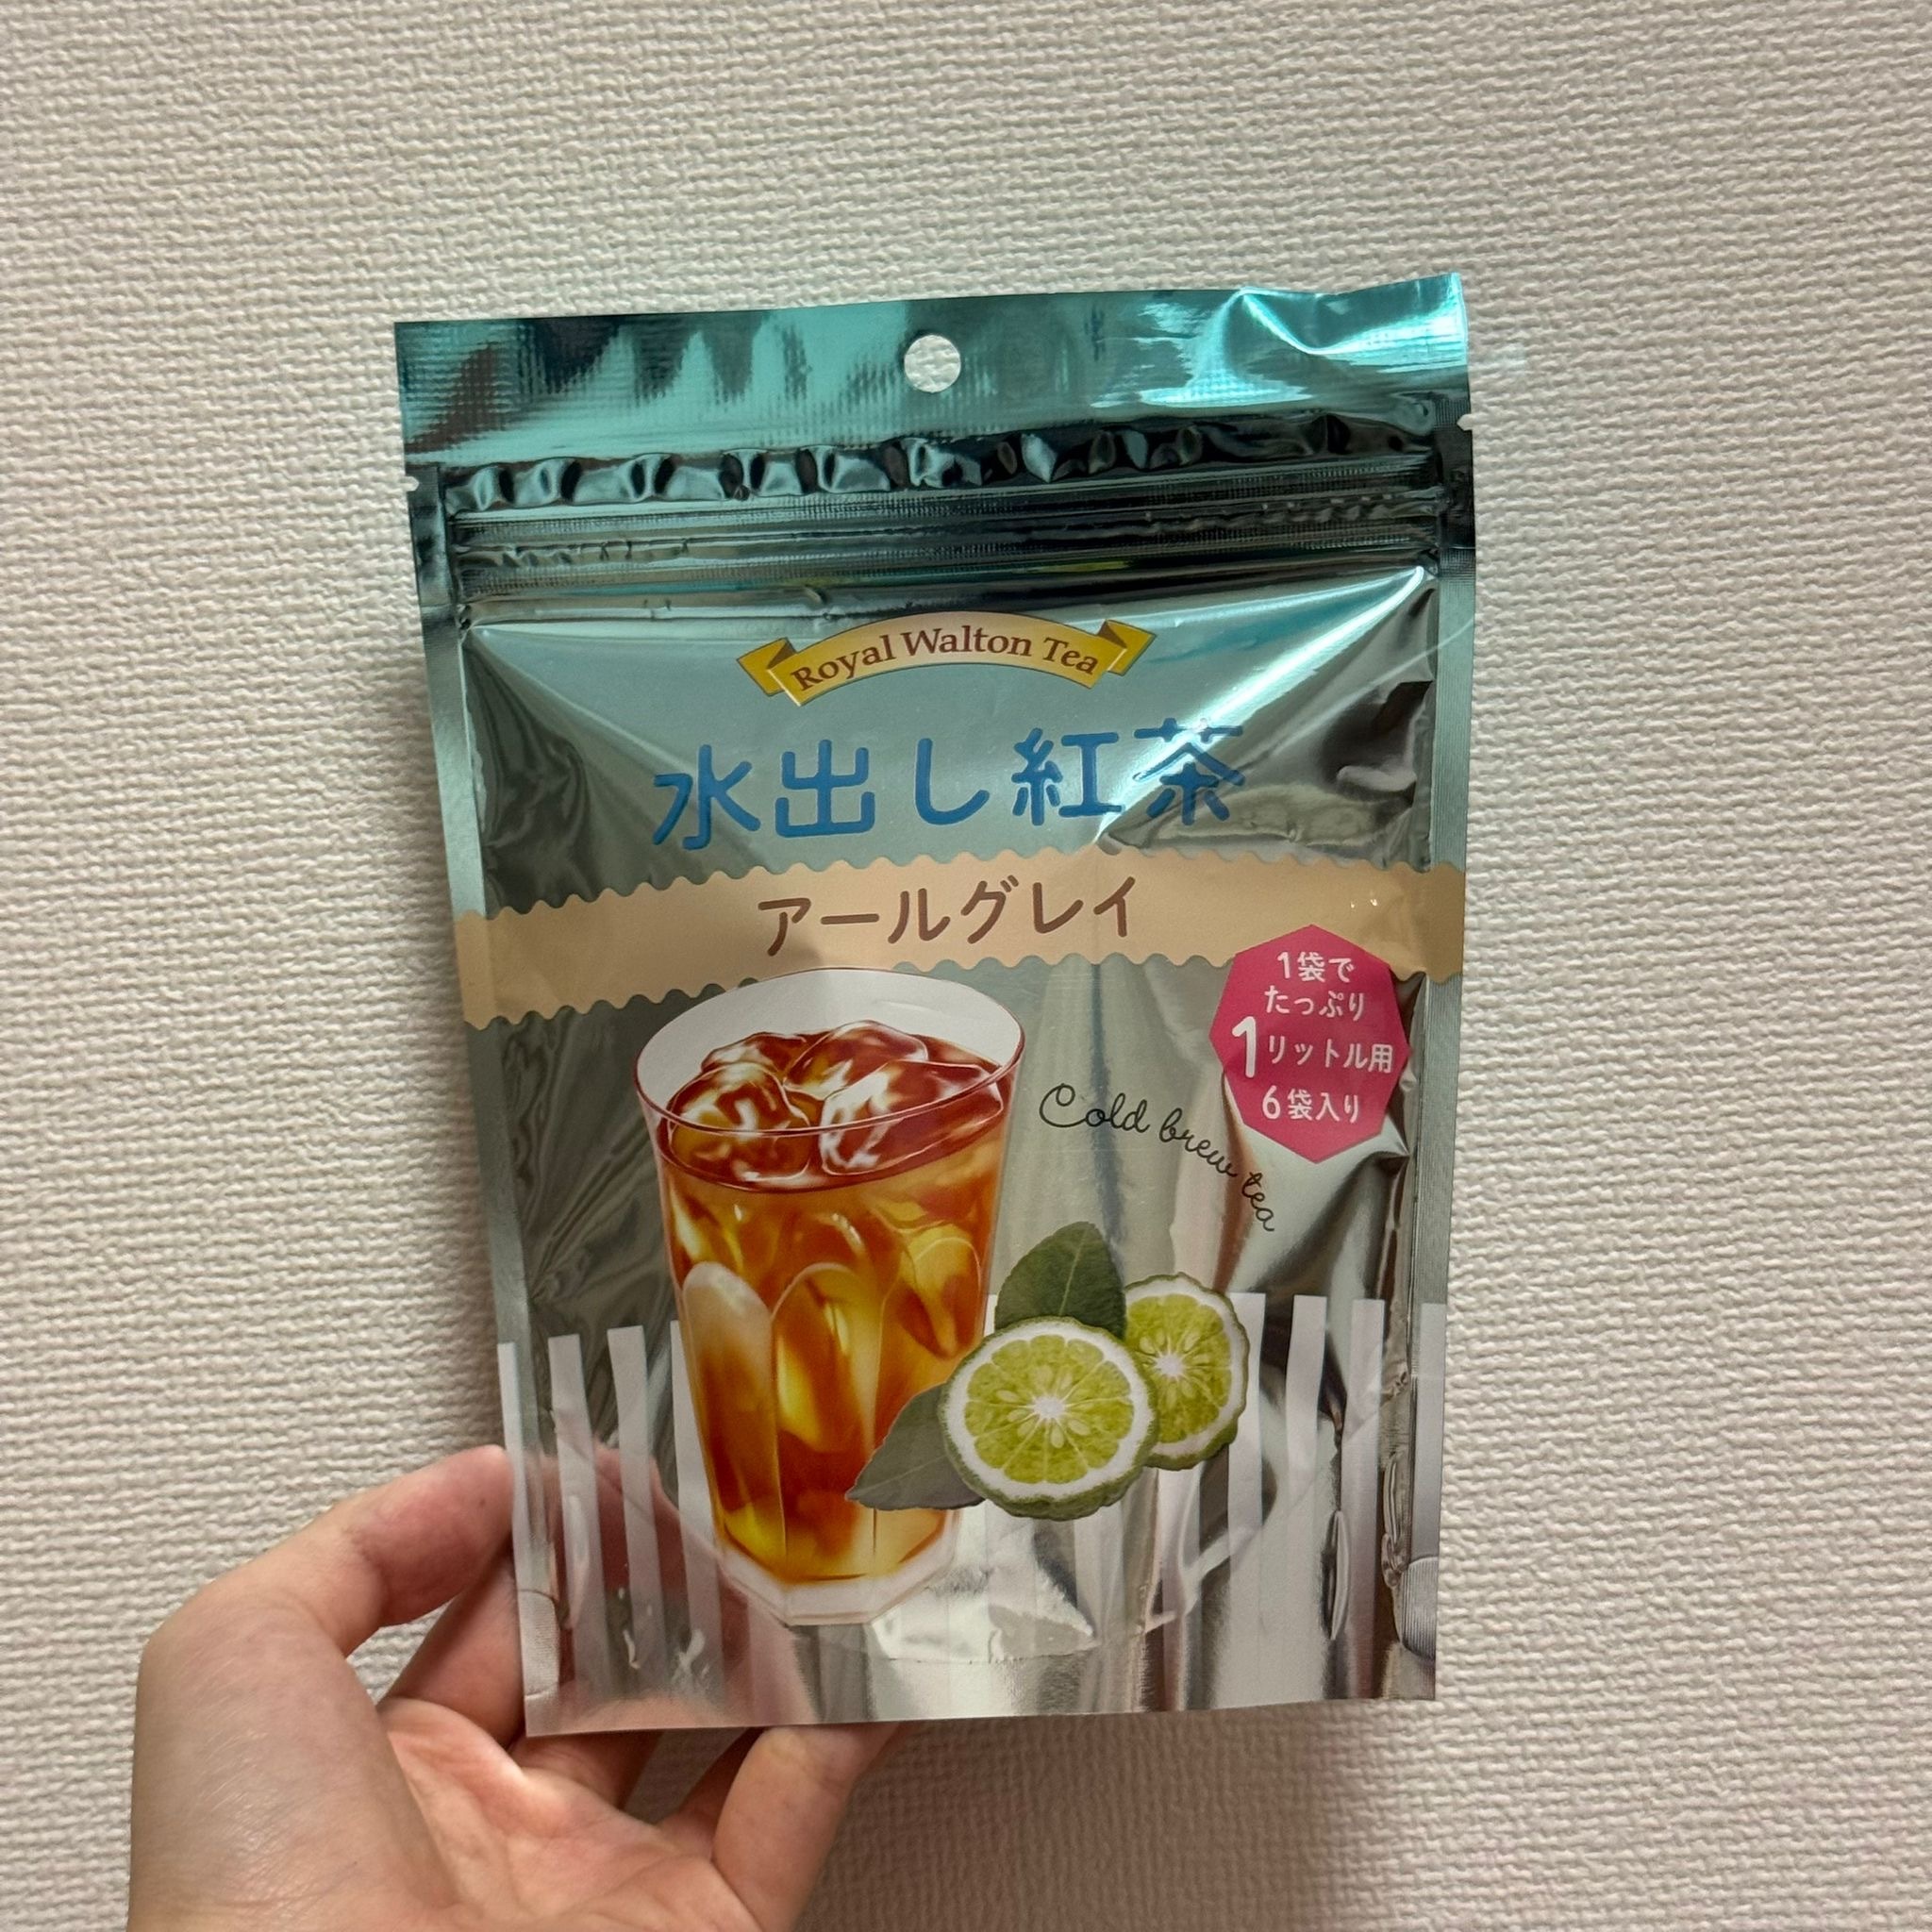 Royal Walton Tea
水出し紅茶
アールグレイ
1袋で
たっぷり
1リットル用
6袋入り
Cold brew tea